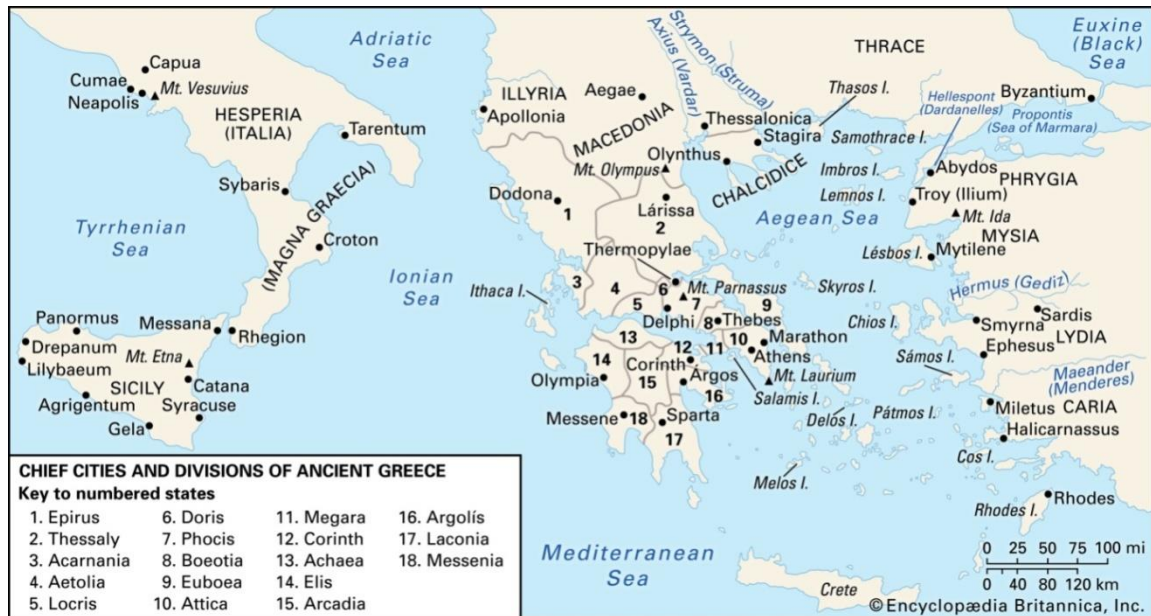 Adriatic
Sea
Euxine
(Black)
Sea
Capua
Cumae
Mt. Vesuvius
Neapolis
HESPERIA
(ITALIA)
Tarentum
Sybaris
(MAGNA GRAECIA)
Croton
Tyrrhenian
Sea
Ionian
Sea
Ithaca I.
Panormus
Messana
Rhegion
Drepanum
Mt. Etna
Lilybaeum
SICILY
Catana
Agrigentum
Syracuse
Gela
ILLYRIA
Apollonia
Aegae
MACEDONIA
Axius (Vardar)
Strymon (Struma)
THRACE
Thasos I.
Hellespont
(Dardanelles)
Byzantium
Propontis
(Sea of Marmara)
Thessalonica
Stagira
Samothrace I.
Olynthus
Mt. Olympus
CHALCIDICE
Imbros I.
Abydos
PHRYGIA
Lemnos I.
Troy (Ilium)
Mt. Ida
MYSIA
Dodona
1
Lárissa
2
Aegean Sea
Thermopylae
Lésbos I.
Mytilene
3
4
5
6
Mt. Parnassus
7
Delphi
8
Thebes
9
Skyros I.
Hermus (Gediz)
Chios I.
Smyrna
Sardis
LYDIA
Ephesus
Marathon
10
Athens
11
12
Corinth
13
14
Olympia
15
Árgos
16
Mt. Laurium
Salamis I.
Sámos I.
Maeander
(Menderes)
Delós I.
Pátmos I.
Miletus
CARIA
Halicarnassus
Messene
18
Sparta
17
Melos I.
Cos I.
Rhodes
Rhodes I.
Mediterranean
Sea
Crete
CHIEF CITIES AND DIVISIONS OF ANCIENT GREECE
Key to numbered states
1. Epirus
2. Thessaly
3. Acarnania
4. Aetolia
5. Locris
6. Doris
7. Phocis
8. Boeotia
9. Euboea
10. Attica
11. Megara
12. Corinth
13. Achaea
14. Elis
15. Arcadia
16. Argolís
17. Laconia
18. Messenia
0 25 50 75 100 mi
0 40 80 120 km
©Encyclopædia Britannica, Inc.